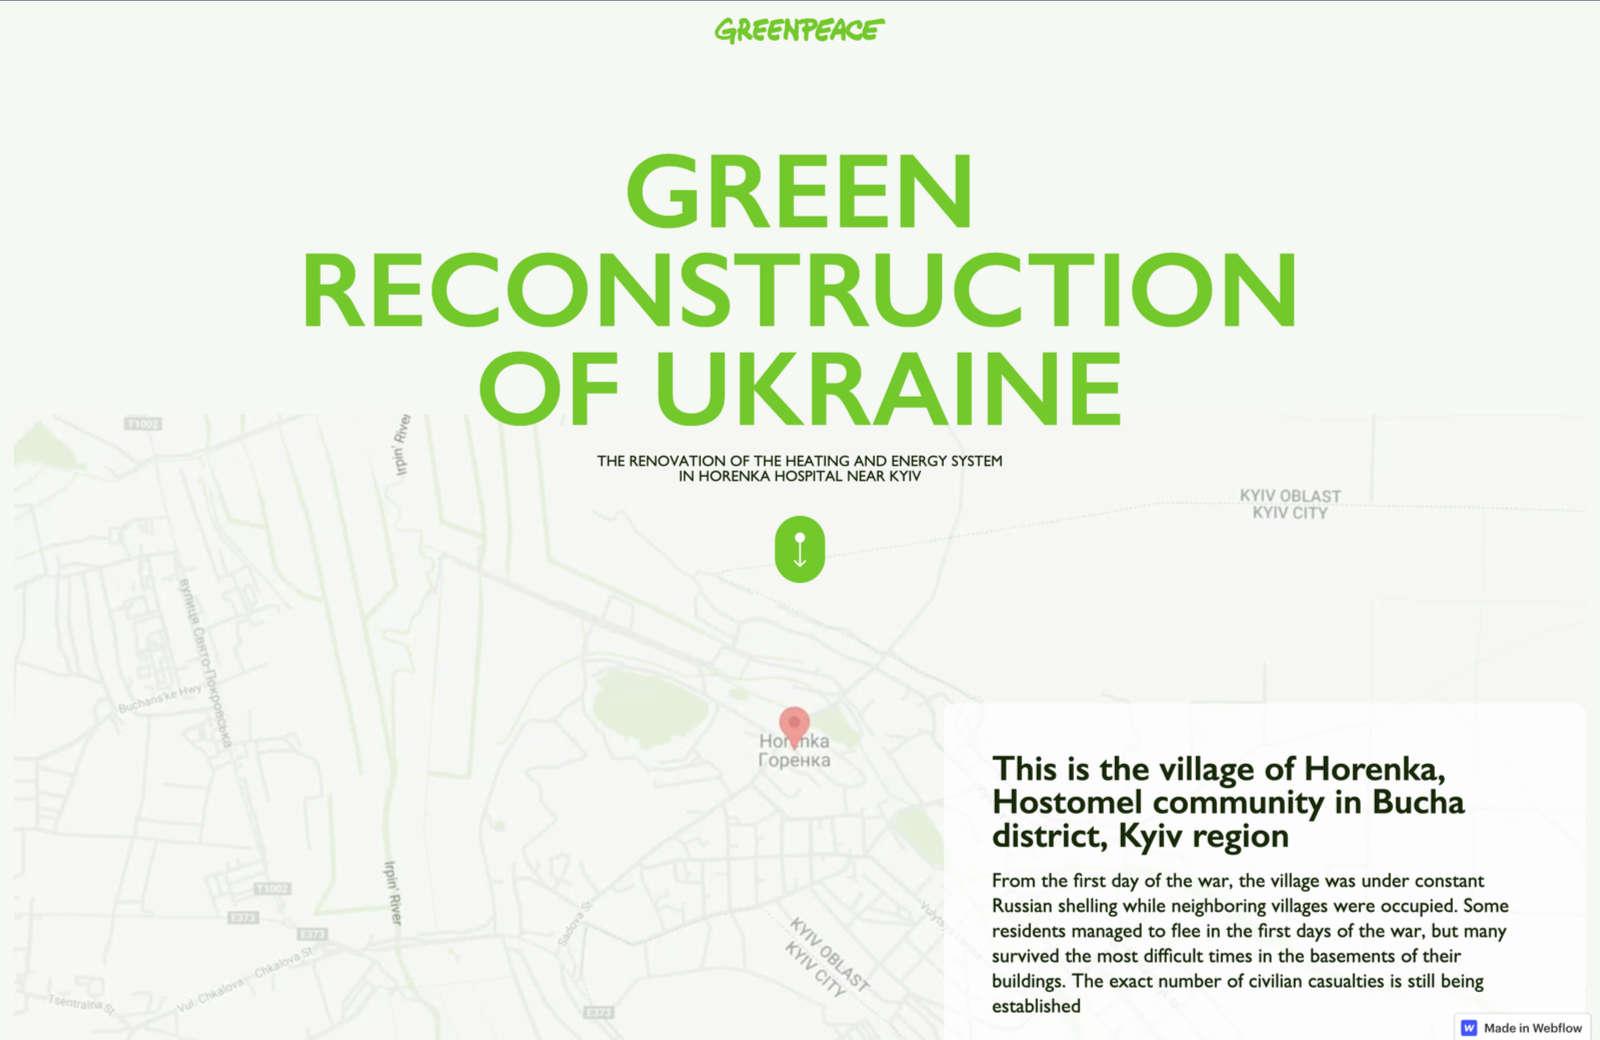 GREENPEACE
GREEN
RECONSTRUCTION
OF UKRAINE
THE RENOVATION OF THE HEATING AND ENERGY SYSTEM
IN HORENKA HOSPITAL NEAR KYIV
T1002
Irpin' River
KYIV OBLAST
KYIV CITY
вулиця Свято-Покровська
Buchans'ke Hwy
Horenka
Горенка
This is the village of Horenka,
Hostomel community in Bucha
district, Kyiv region
From the first day of the war, the village was under constant
Russian shelling while neighboring villages were occupied. Some
residents managed to flee in the first days of the war, but many
survived the most difficult times in the basements of their
buildings. The exact number of civilian casualties is still being
established
Irpin' River
T1002
E373
E373
Sadova St
KYIV OBLAST
KYIV CITY
Vul. Chkalova
Chkalova St
Tsentralna St
E373
Made in Webflow